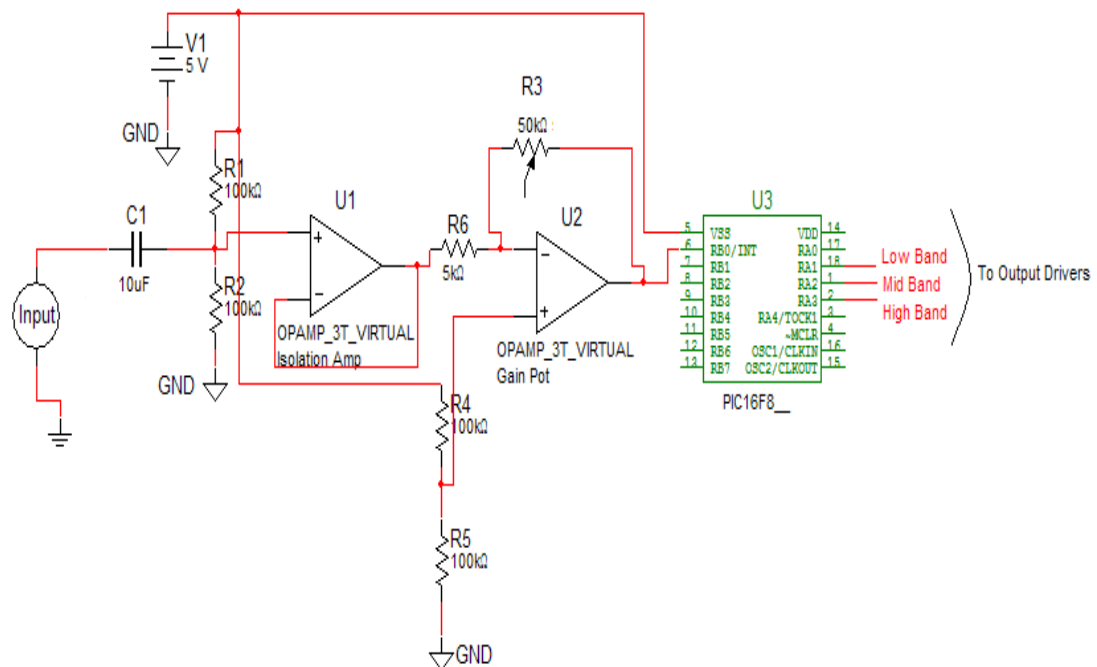 V1
5 V
GND
R1
100kΩ
C1
10uF
R2
100kΩ
Input
GND
U1
OPAMP_3T_VIRTUAL
Isolation Amp
R6
5kΩ
R3
50kΩ
U2
OPAMP_3T_VIRTUAL
Gain Pot
R4
100kΩ
R5
100kΩ
GND
U3
5 VSS VDD 14
6 RB0/INT RA0 17
7 RB1 RA1 18
8 RB2 RA2 1
9 RB3 RA3 2
10 RB4 RA4/TOCK1 3
11 RB5 ~MCLR 4
12 RB6 OSC1/CLKIN 16
13 RB7 OSC2/CLKOUT 15
PIC16F8__
Low Band
Mid Band
High Band
To Output Drivers